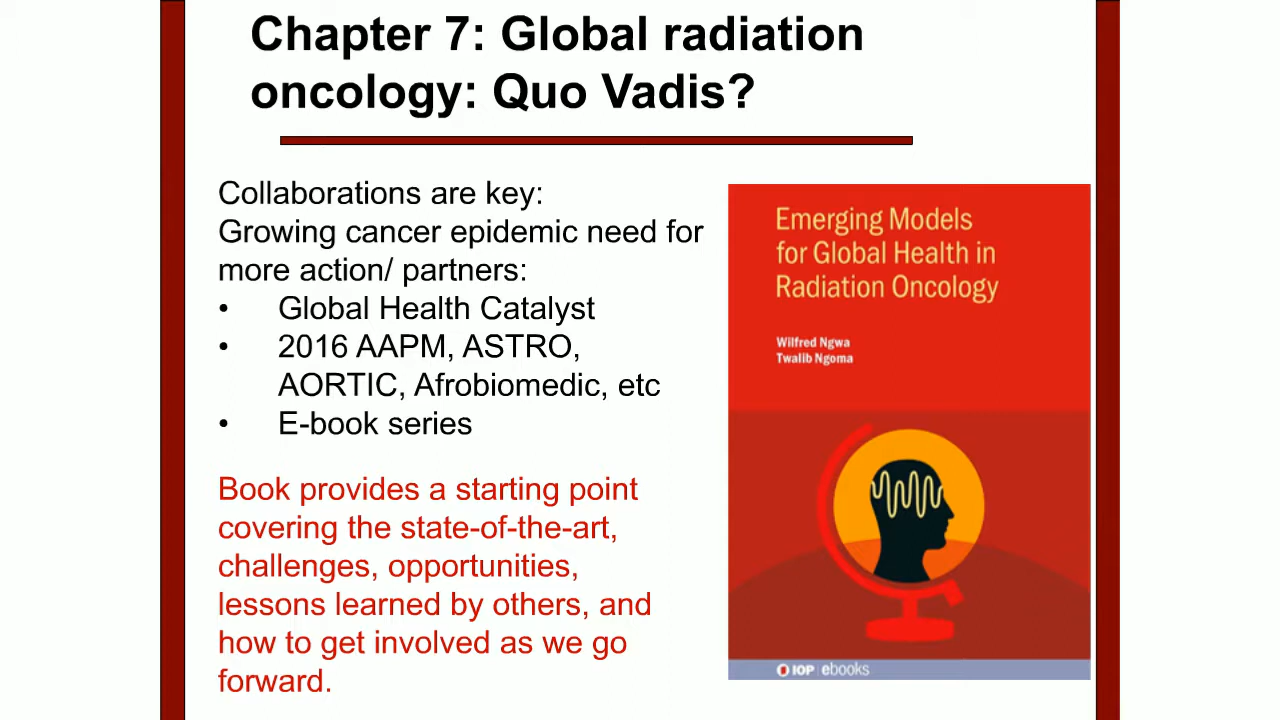 Chapter 7: Global radiation
oncology: Quo Vadis?
Collaborations are key:
Growing cancer epidemic need for
more action/ partners:
• Global Health Catalyst
• 2016 AAPM, ASTRO,
AORTIC, Afrobiomedic, etc
• E-book series
Book provides a starting point
covering the state-of-the-art,
challenges, opportunities,
lessons learned by others, and
how to get involved as we go
forward.
Emerging Models
for Global Health in
Radiation Oncology
Wilfred Ngwa
Twalib Ngoma
IOP | ebooks